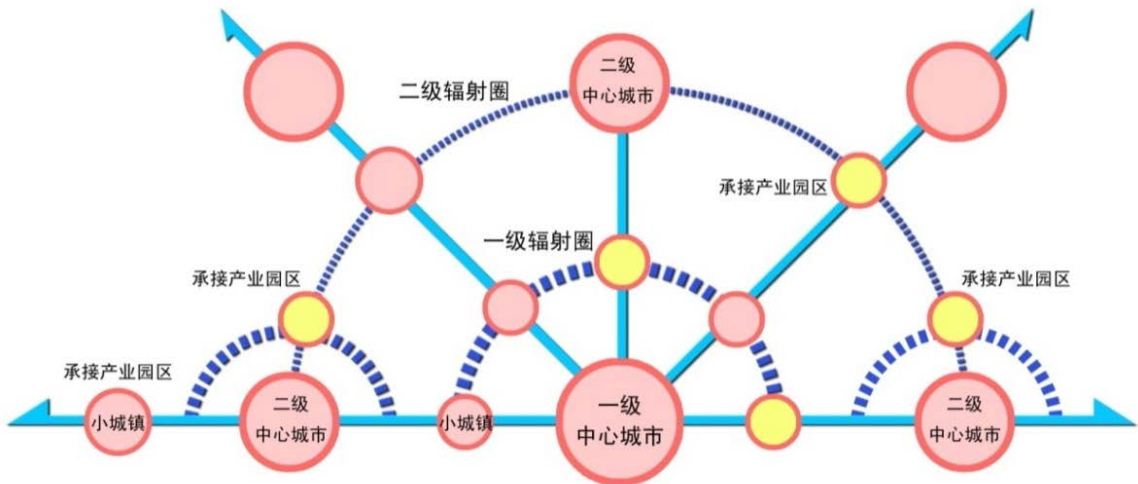 二级
中心城市
二级辐射圈
承接产业园区
一级辐射圈
承接产业园区
承接产业园区
承接产业园区
小城镇
二级
中心城市
小城镇
一级
中心城市
二级
中心城市